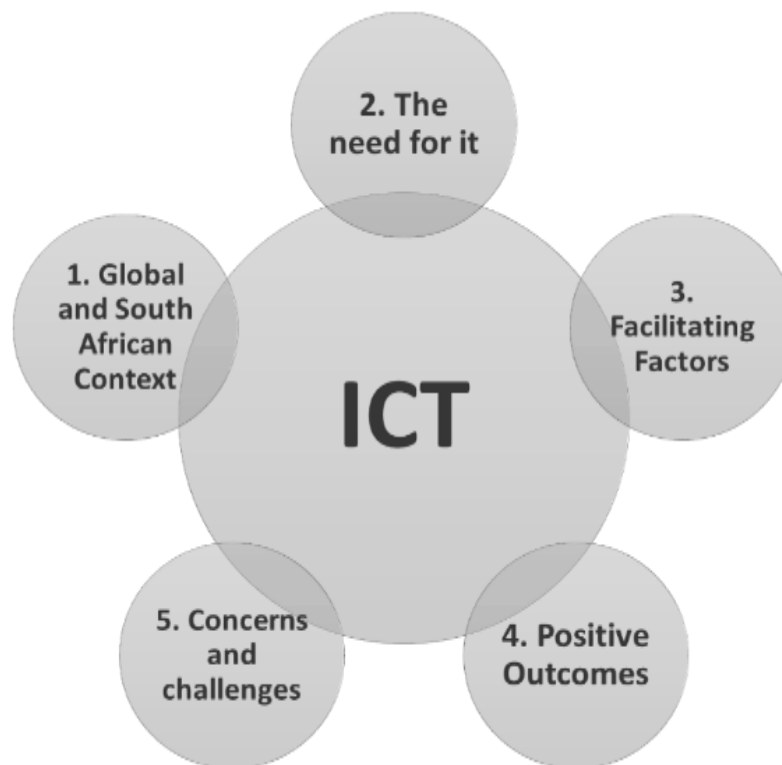 2. The
need for it
1. Global
and South
African
Context
3.
Facilitating
Factors
ICT
5. Concerns
and
challenges
4. Positive
Outcomes